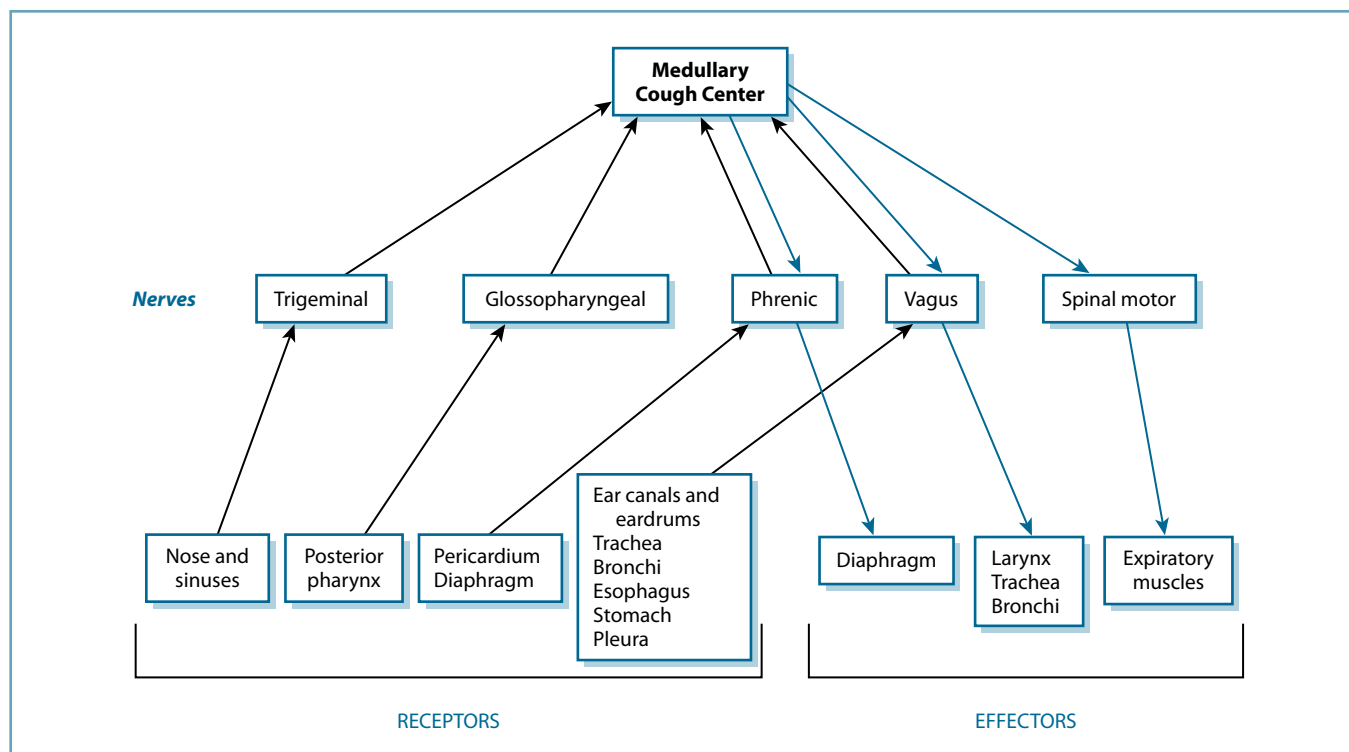 Medullary
Cough Center
Nerves
Trigeminal
Glossopharyngeal
Phrenic
Vagus
Spinal motor
Nose and
sinuses
Posterior
pharynx
Pericardium
Diaphragm
Ear canals and
eardrums
Trachea
Bronchi
Esophagus
Stomach
Pleura
Diaphragm
Larynx
Trachea
Bronchi
Expiratory
muscles
RECEPTORS
EFFECTORS